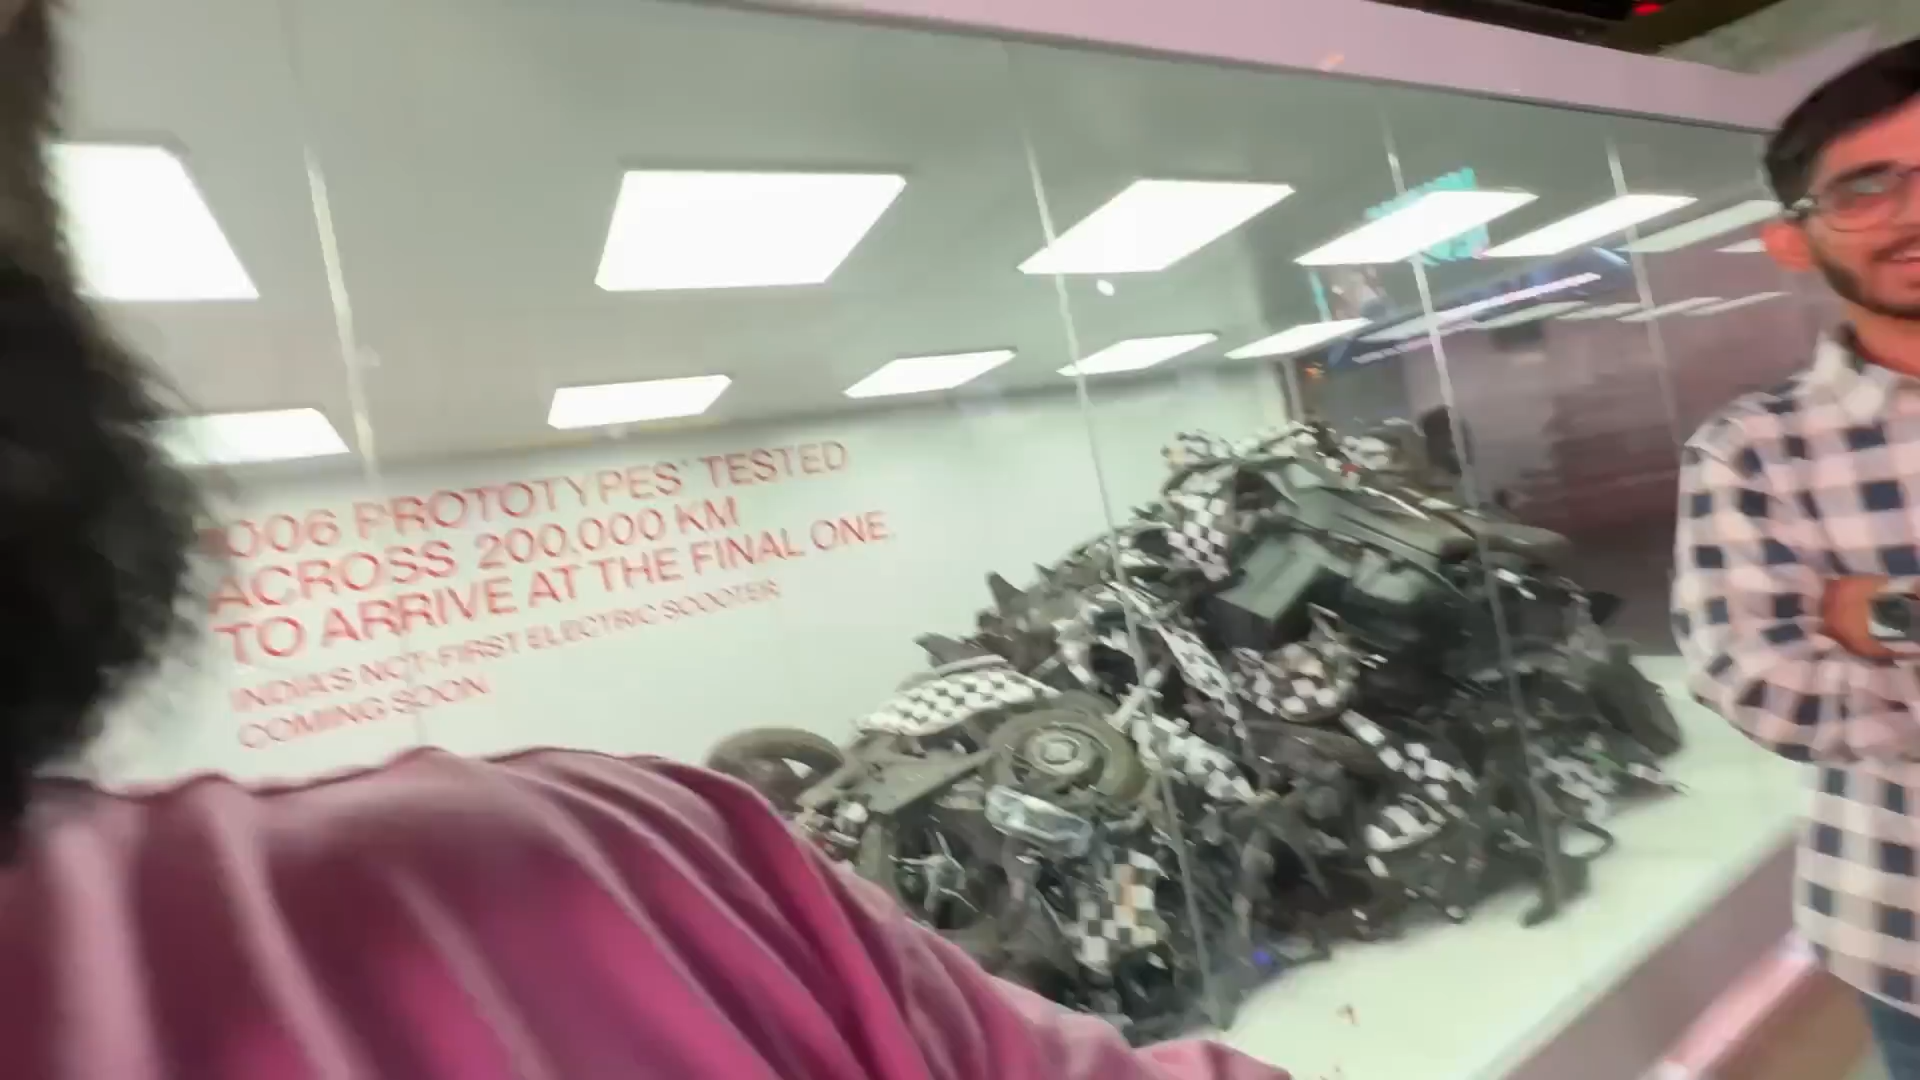 PROTOTYPES* TESTED
ACROSS 200,000 KM
TO ARRIVE AT THE FINAL ONE.
INDIA'S NOT-FIRST ELECTRIC SCOOTER
COMING SOON